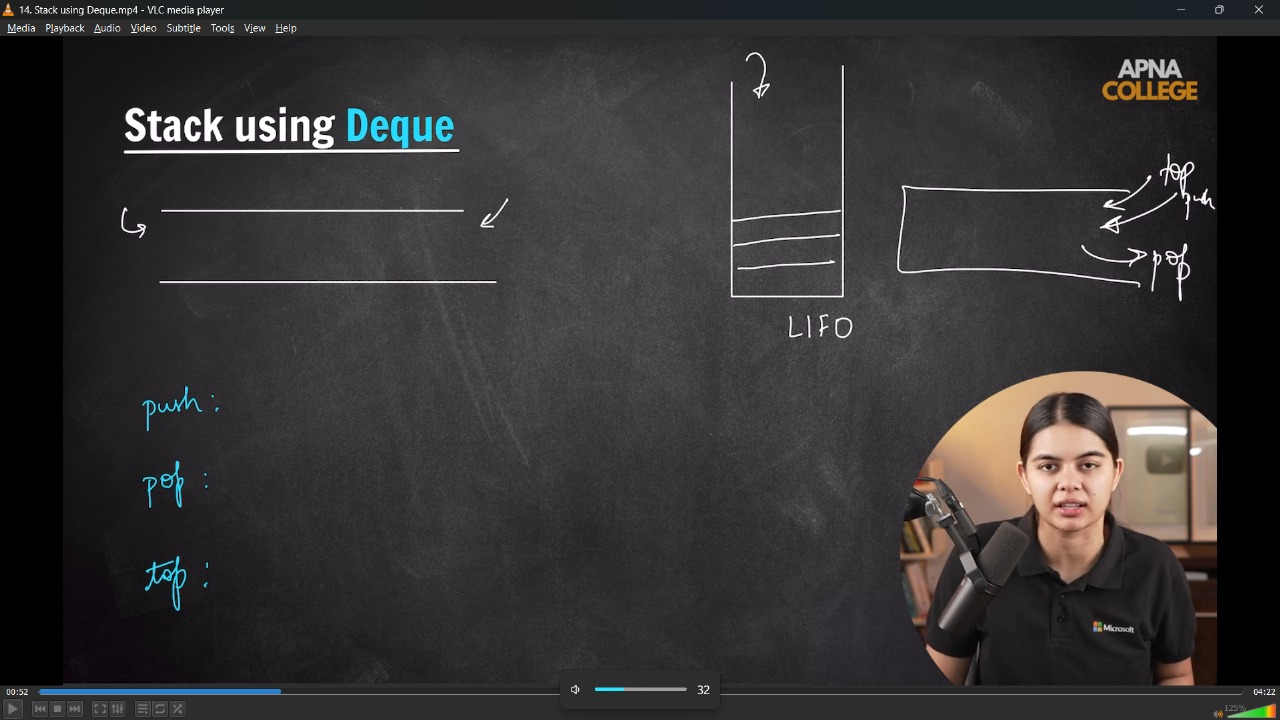 14. Stack using Deque.mp4 - VLC media player
Media Playback Audio Video Subtitle Tools View Help
APNA
COLLEGE
Stack using Deque
top
push
pop
LIFO
push :
pop :
top :
Microsoft
00:52
32
04:22
125%